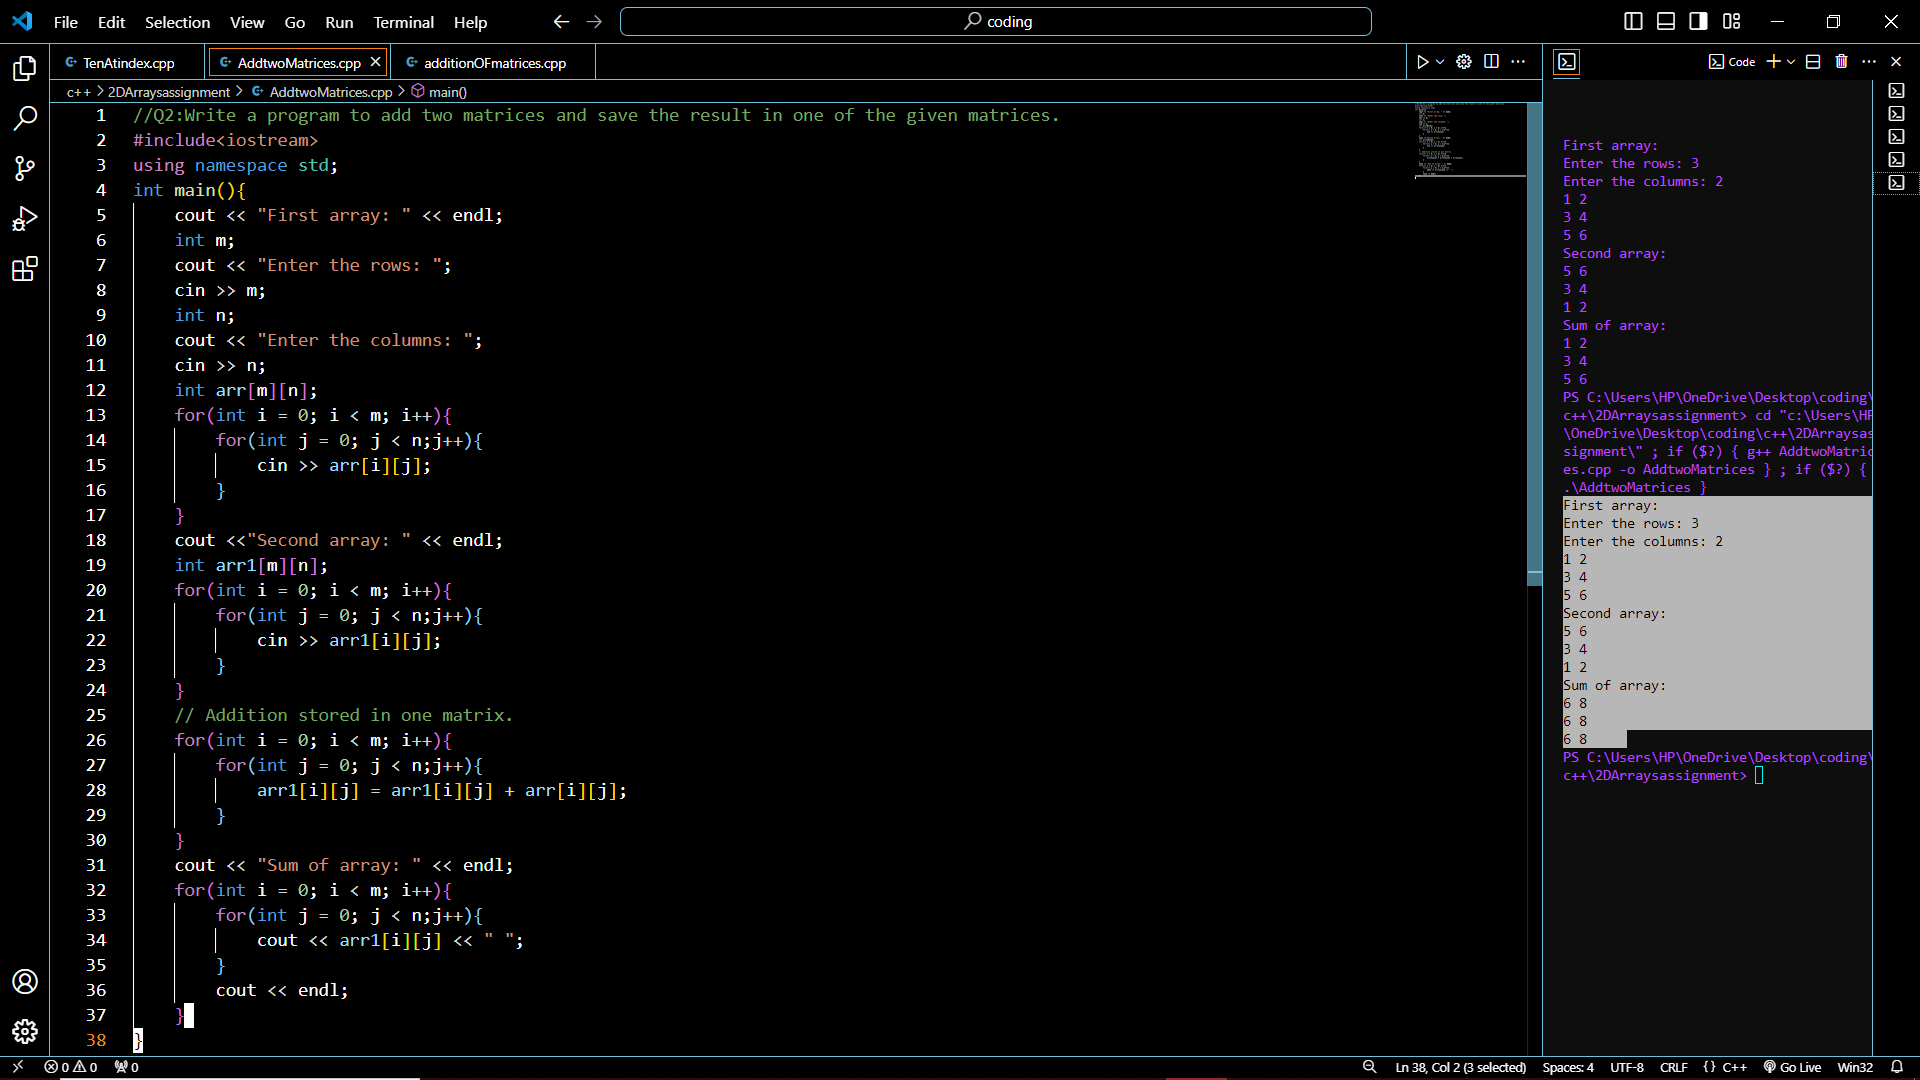 File Edit Selection View Go Run Terminal Help
coding
TenAtindex.cpp AddtwoMatrices.cpp additionOFmatrices.cpp
c++ > 2DArraysassignment > AddtwoMatrices.cpp > main()
1 //Q2:Write a program to add two matrices and save the result in one of the given matrices.
2 #include<iostream>
3 using namespace std;
4 int main(){
5     cout << "First array: " << endl;
6     int m;
7     cout << "Enter the rows: ";
8     cin >> m;
9     int n;
10     cout << "Enter the columns: ";
11     cin >> n;
12     int arr[m][n];
13     for(int i = 0; i < m; i++){
14         for(int j = 0; j < n;j++){
15             cin >> arr[i][j];
16         }
17     }
18     cout <<"Second array: " << endl;
19     int arr1[m][n];
20     for(int i = 0; i < m; i++){
21         for(int j = 0; j < n;j++){
22             cin >> arr1[i][j];
23         }
24     }
25     // Addition stored in one matrix.
26     for(int i = 0; i < m; i++){
27         for(int j = 0; j < n;j++){
28             arr1[i][j] = arr1[i][j] + arr[i][j];
29         }
30     }
31     cout << "Sum of array: " << endl;
32     for(int i = 0; i < m; i++){
33         for(int j = 0; j < n;j++){
34             cout << arr1[i][j] << " ";
35         }
36         cout << endl;
37     }
38 }
Code
First array:
Enter the rows: 3
Enter the columns: 2
1 2
3 4
5 6
Second array:
5 6
3 4
1 2
Sum of array:
1 2
3 4
5 6
PS C:\Users\HP\OneDrive\Desktop\coding\
c++\2DArraysassignment> cd "c:\Users\HP
\OneDrive\Desktop\coding\c++\2DArraysas
signment\" ; if ($?) { g++ AddtwoMatric
es.cpp -o AddtwoMatrices } ; if ($?) {
.\AddtwoMatrices }
First array:
Enter the rows: 3
Enter the columns: 2
1 2
3 4
5 6
Second array:
5 6
3 4
1 2
Sum of array:
6 8
6 8
6 8
PS C:\Users\HP\OneDrive\Desktop\coding\
c++\2DArraysassignment>
0 0 0 Ln 38, Col 2 (3 selected) Spaces: 4 UTF-8 CRLF {} C++ Go Live Win32